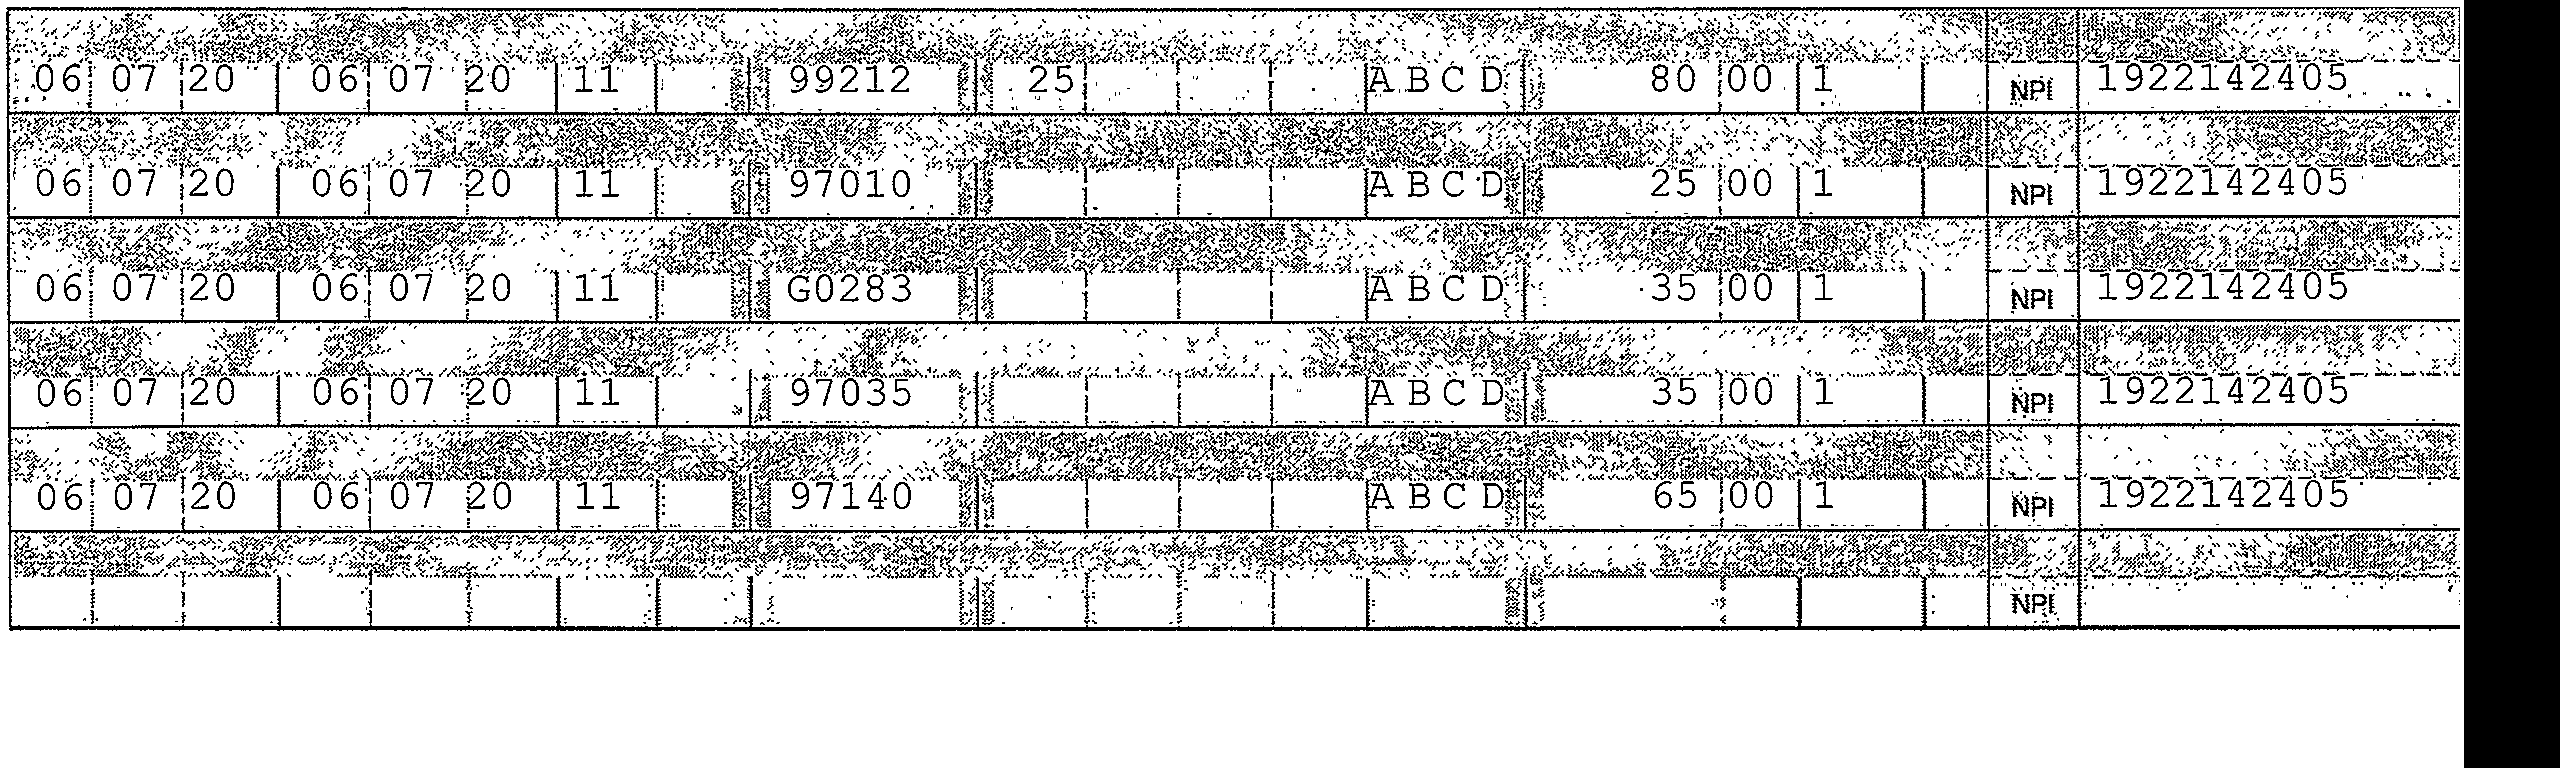 06 07 20 06 07 20 11 99212 25 A B C D 80 00 1 NPI 1922142405
06 07 20 06 07 20 11 97010 A B C D 25 00 1 NPI 1922142405
06 07 20 06 07 20 11 G0283 A B C D 35 00 1 NPI 1922142405
06 07 20 06 07 20 11 97035 A B C D 35 00 1 NPI 1922142405
06 07 20 06 07 20 11 97140 A B C D 65 00 1 NPI 1922142405
NPI